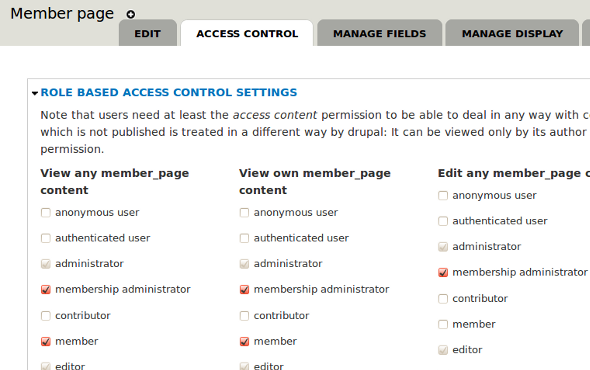 Member page
EDIT
ACCESS CONTROL
MANAGE FIELDS
MANAGE DISPLAY
ROLE BASED ACCESS CONTROL SETTINGS
Note that users need at least the access content permission to be able to deal in any way with
which is not published is treated in a different way by drupal: It can be viewed only by its author
permission.
View any member_page
content
anonymous user
authenticated user
administrator
membership administrator
contributor
member
editor
View own member_page
content
anonymous user
authenticated user
administrator
membership administrator
contributor
member
editor
Edit any member_page
anonymous user
authenticated user
administrator
membership administrator
contributor
member
editor